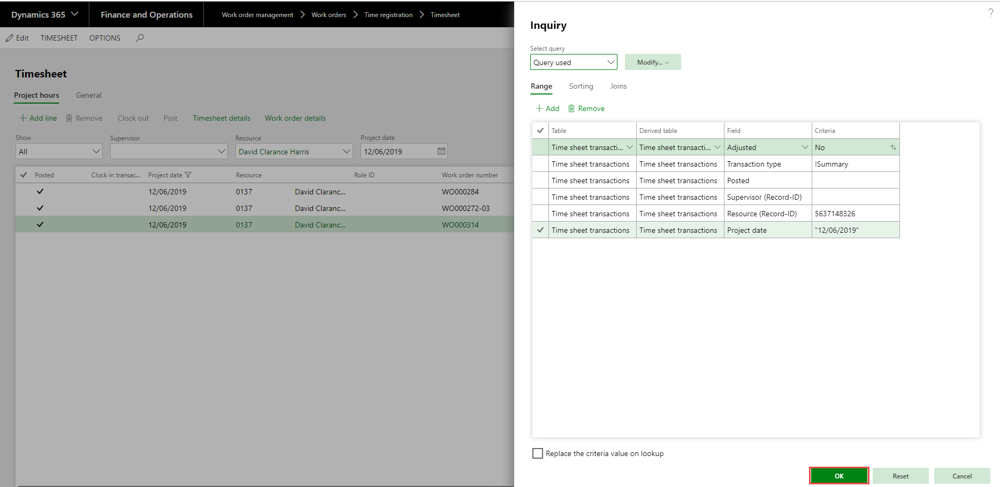 Dynamics 365
Finance and Operations
Work order management > Work orders > Time registration > Timesheet
Edit TIMESHEET OPTIONS
Timesheet
Project hours General
Add line Remove Clock out Post Timesheet details Work order details
Show Supervisor Resource Project date
All David Clarance Harris 12/06/2019
Posted Clock in transac... Project date Resource Role ID Work order number
12/06/2019 0137 David Claranc... WO000284
12/06/2019 0137 David Claranc... WO000272-03
12/06/2019 0137 David Claranc... WO000314
?
Inquiry
Select query
Query used Modify...
Range Sorting Joins
Add Remove
Table Derived table Field Criteria
Time sheet transacti... Time sheet transacti... Adjusted No
Time sheet transactions Time sheet transactions Transaction type !Summary
Time sheet transactions Time sheet transactions Posted
Time sheet transactions Time sheet transactions Supervisor (Record-ID)
Time sheet transactions Time sheet transactions Resource (Record-ID) 5637148326
Time sheet transactions Time sheet transactions Project date "12/06/2019"
Replace the criteria value on lookup
OK Reset Cancel